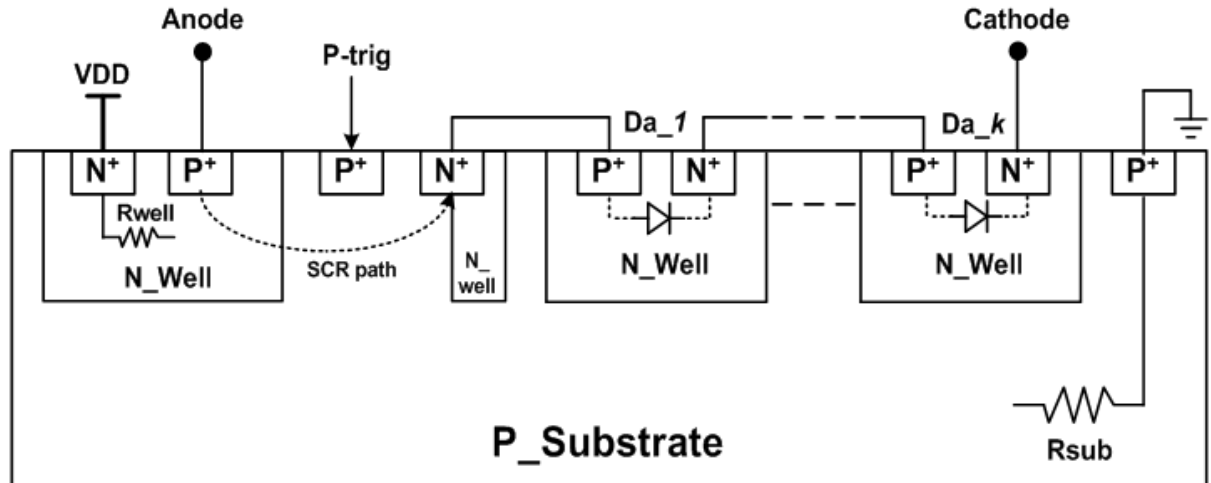 Anode
Cathode
P-trig
VDD
Da_1
Da_k
N+
P+
P+
N+
P+
N+
P+
N+
P+
Rwell
SCR path
N_Well
N_
well
N_Well
N_Well
P_Substrate
Rsub